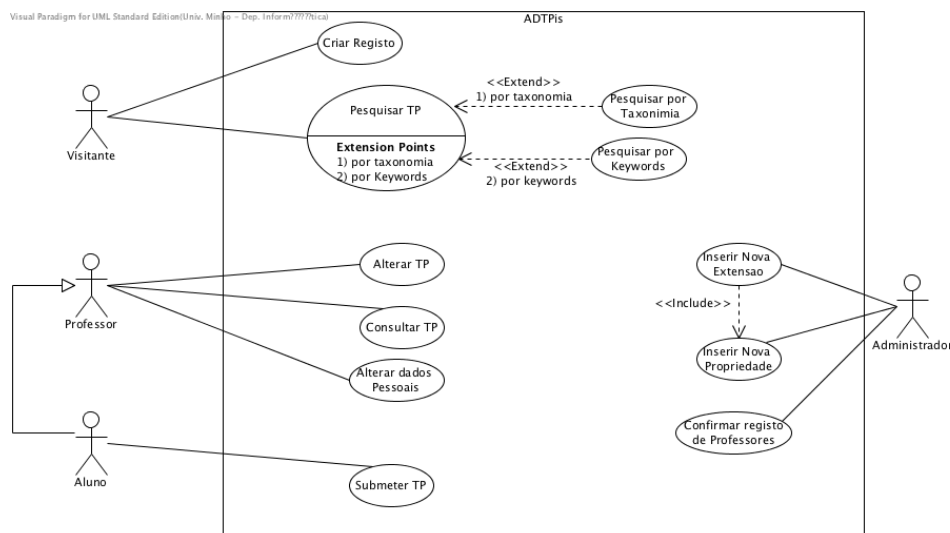 Visual Paradigm for UML Standard Edition(Univ. Minho – Dep. Inform??????tica)
ADTPis
Criar Registo
<<Extend>>
1) por taxonomia
Pesquisar TP
Pesquisar por
Taxonimia
Visitante
Extension Points
1) por taxonomia
2) por Keywords
Pesquisar por
Keywords
<<Extend>>
2) por keywords
Alterar TP
Inserir Nova
Extensao
Professor
<<Include>>
Consultar TP
Administrador
Inserir Nova
Propriedade
Alterar dados
Pessoais
Confirmar registo
de Professores
Aluno
Submeter TP